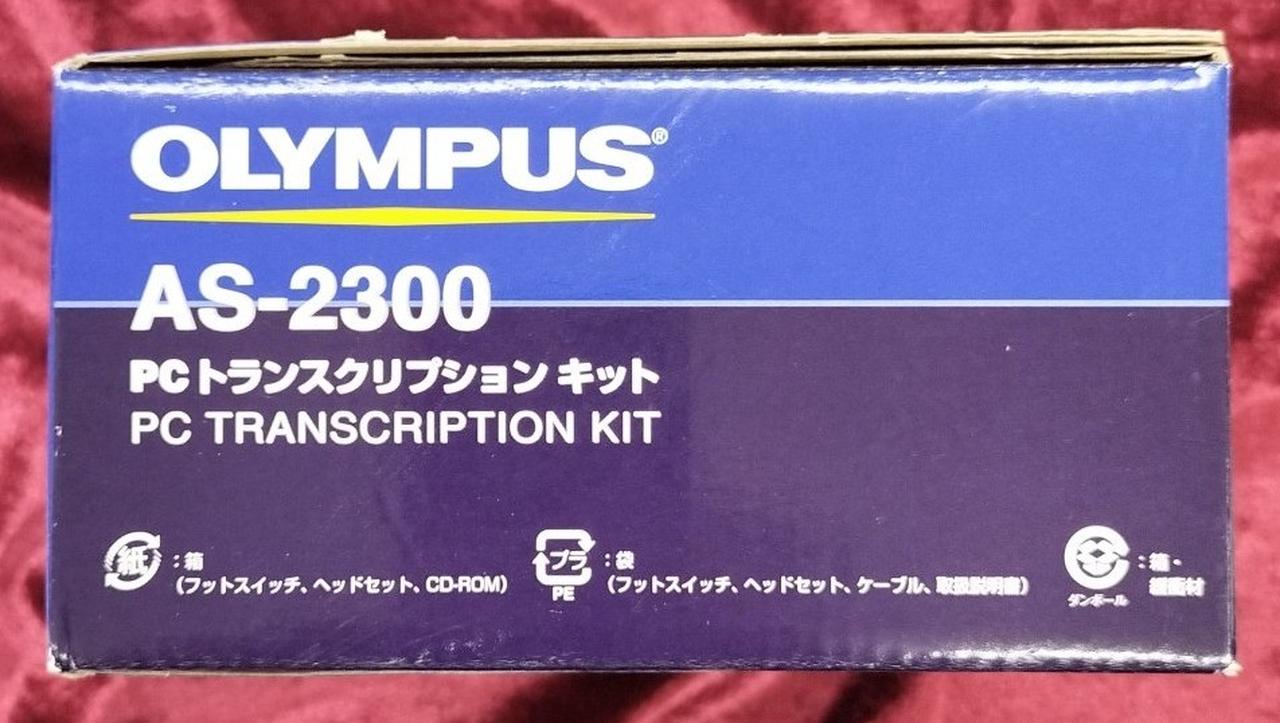 OLYMPUS®
AS-2300
PCトランスクリプション キット
PC TRANSCRIPTION KIT
紙 :箱
(フットスイッチ、ヘッドセット、CD-ROM)
プラ :袋
PE
(フットスイッチ、ヘッドセット、ケーブル、取扱説明書)
:箱・
緩衝材
ダンボール